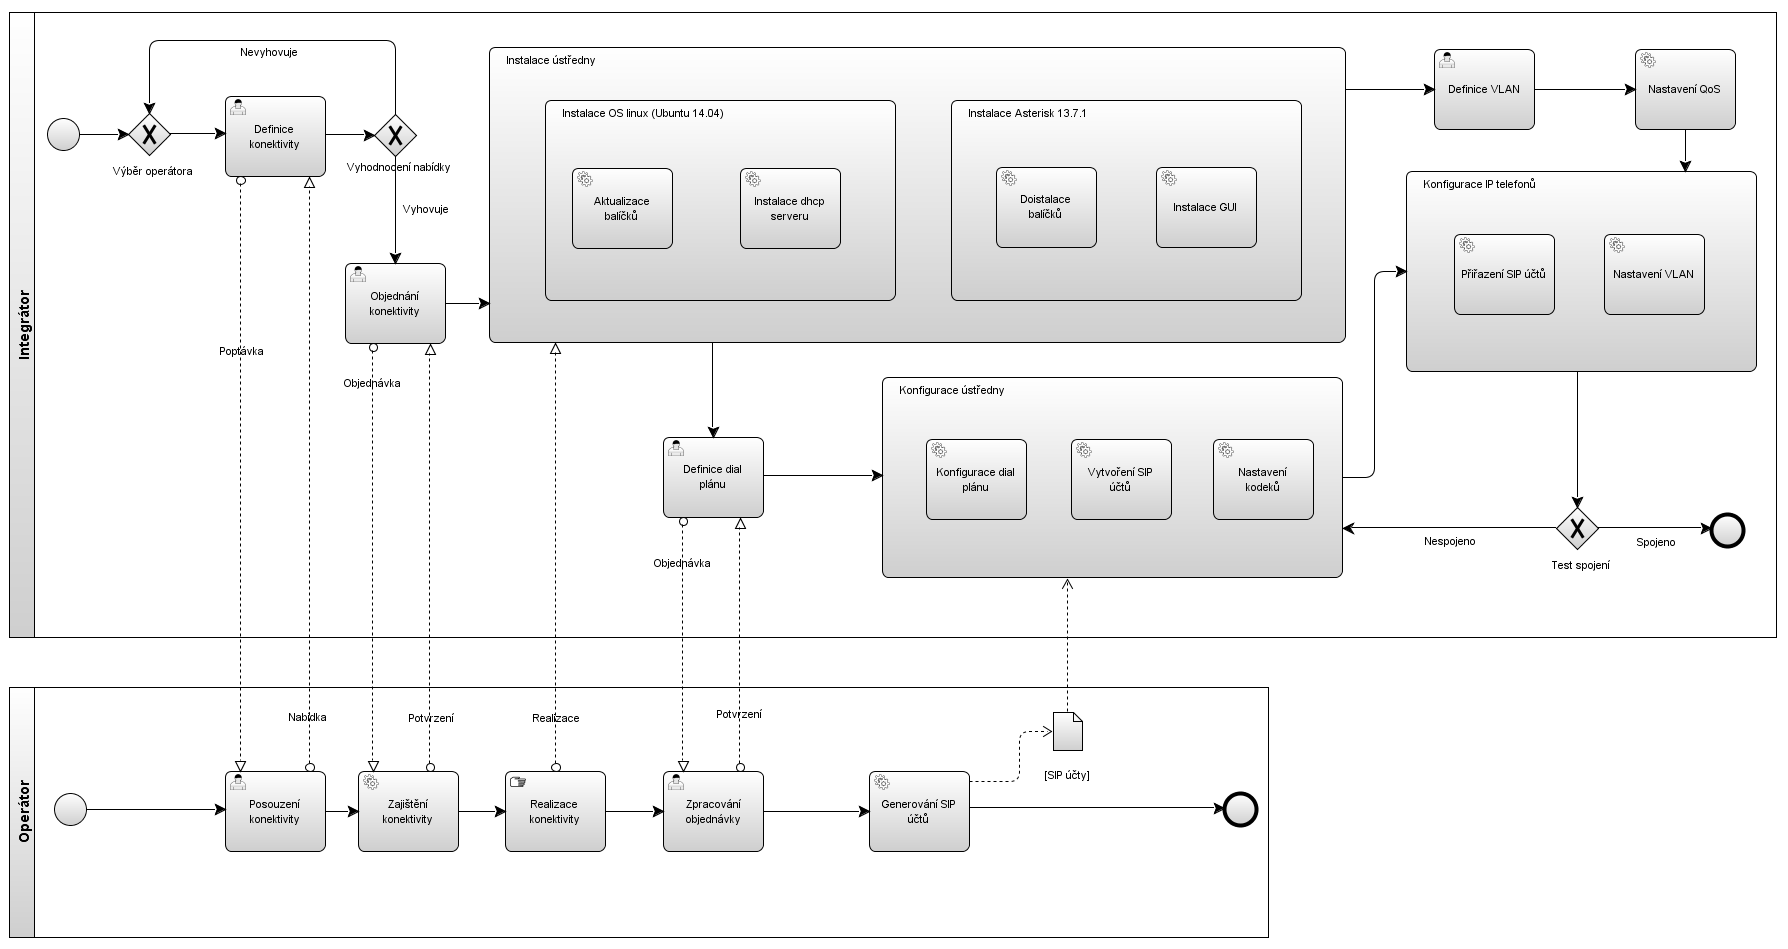 Integrátor
Nevyhovuje
Výběr operátora
Definice
konektivity
Vyhodnocení nabídky
Vyhovuje
Objednání
konektivity
Poptávka
Objednávka
Instalace ústředny
Instalace OS linux (Ubuntu 14.04)
Aktualizace
balíčků
Instalace dhcp
serveru
Instalace Asterisk 13.7.1
Doistalace
balíčků
Instalace GUI
Definice VLAN
Nastavení QoS
Konfigurace IP telefonů
Přiřazení SIP účtů
Nastavení VLAN
Definice dial
plánu
Objednávka
Konfigurace ústředny
Konfigurace dial
plánu
Vytvoření SIP
účtů
Nastavení
kodeků
Nespojeno
Spojeno
Test spojení
Operátor
Nabídka
Potvrzení
Realizace
Potvrzení
Posouzení
konektivity
Zajištění
konektivity
Realizace
konektivity
Zpracování
objednávky
Generování SIP
účtů
[SIP účty]